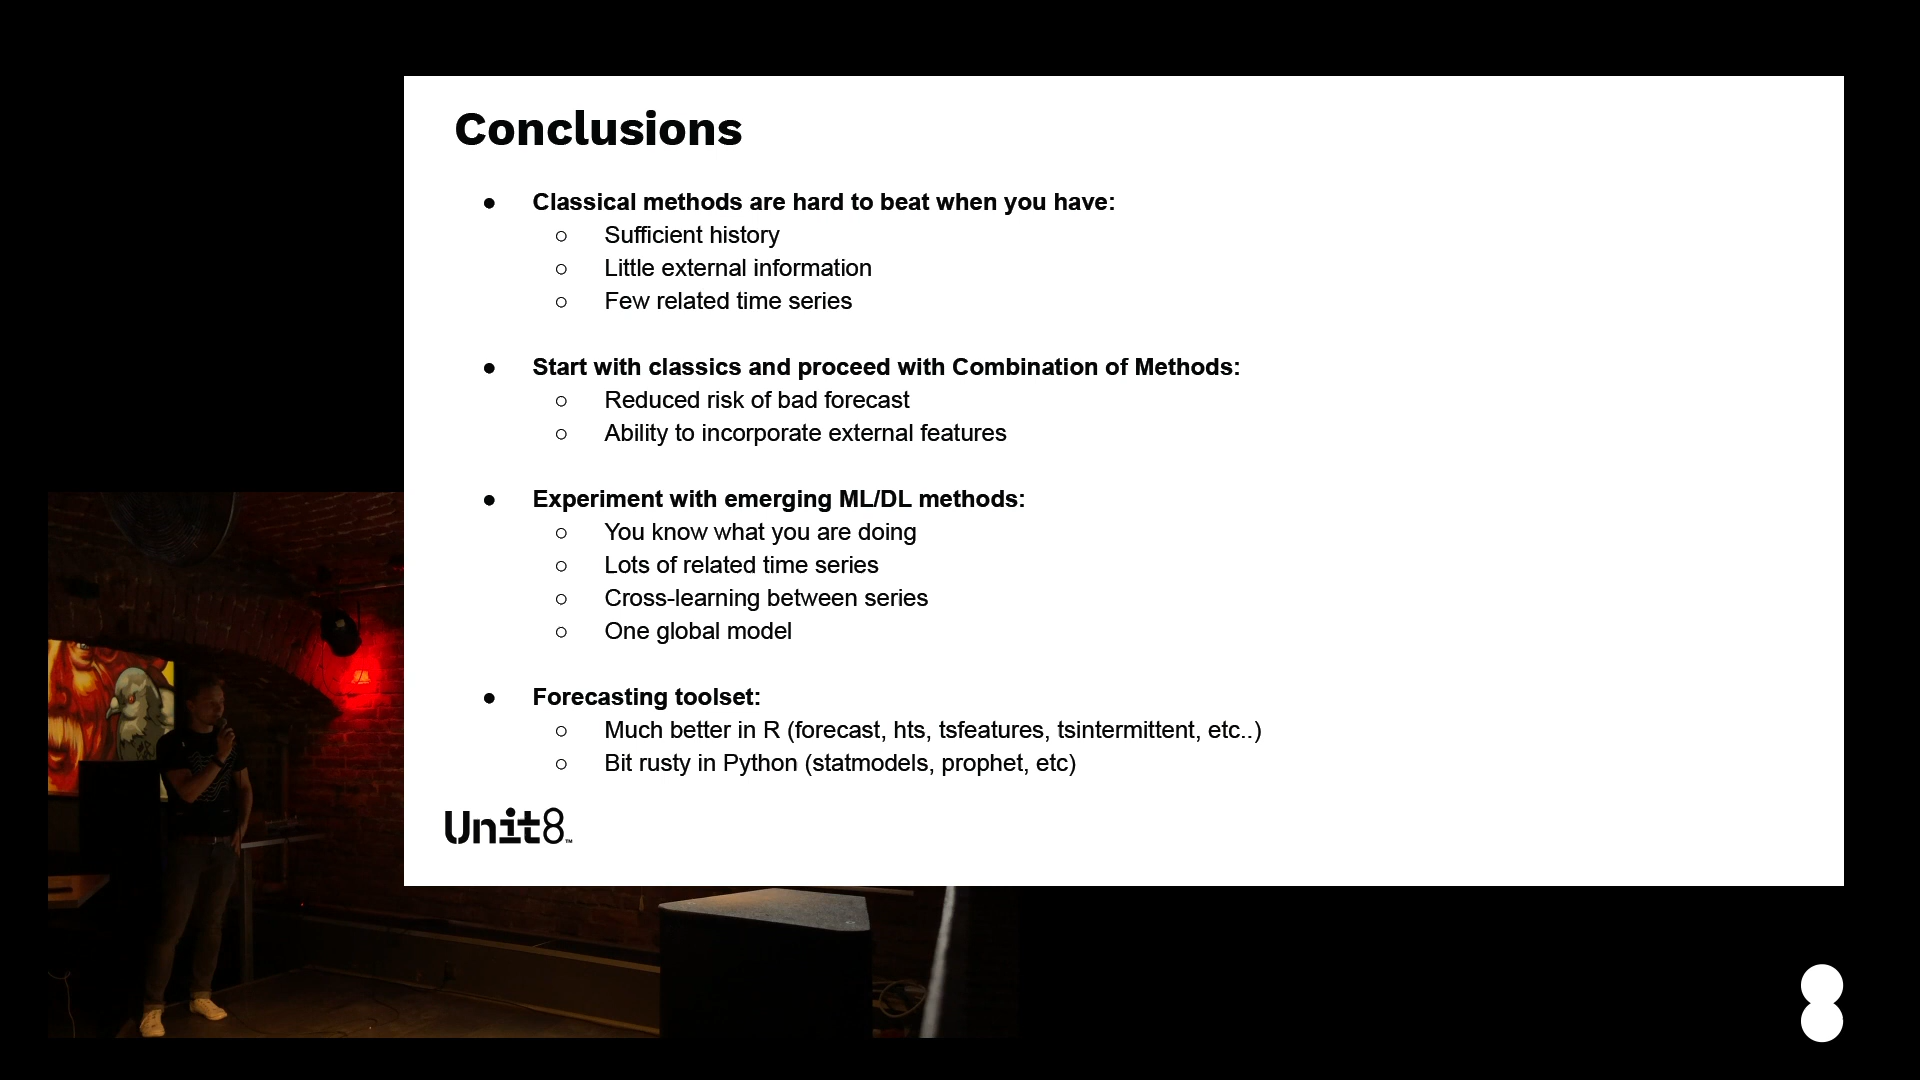 Conclusions
● Classical methods are hard to beat when you have:
○ Sufficient history
○ Little external information
○ Few related time series
● Start with classics and proceed with Combination of Methods:
○ Reduced risk of bad forecast
○ Ability to incorporate external features
● Experiment with emerging ML/DL methods:
○ You know what you are doing
○ Lots of related time series
○ Cross-learning between series
○ One global model
● Forecasting toolset:
○ Much better in R (forecast, hts, tsfeatures, tsintermittent, etc..)
○ Bit rusty in Python (statmodels, prophet, etc)
Unit8™